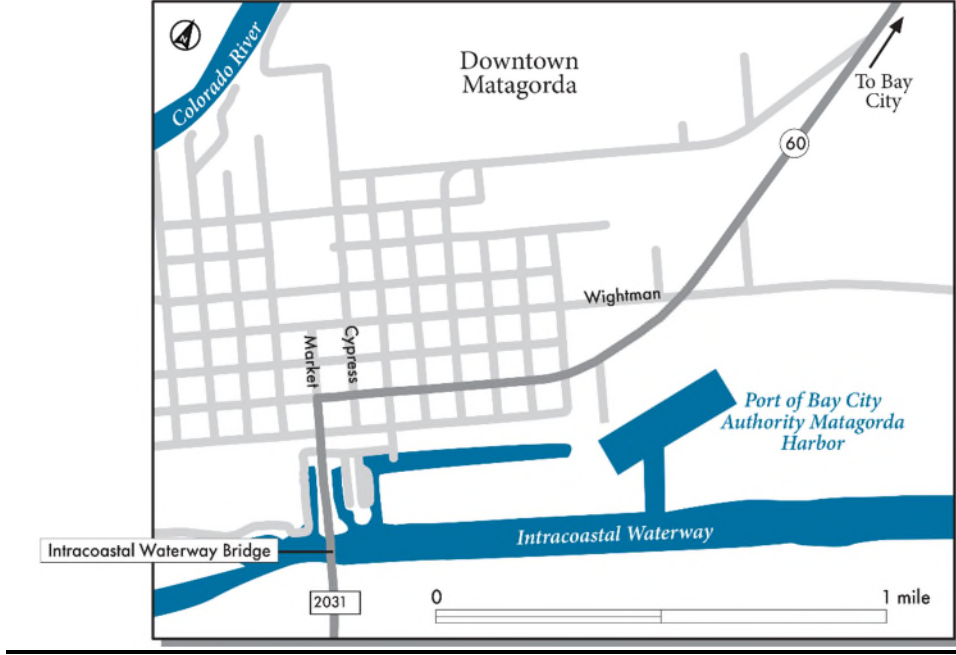 N
Colorado River
Downtown
Matagorda
To Bay
City
60
Wightman
Market
Cypress
Port of Bay City
Authority Matagorda
Harbor
Intracoastal Waterway
Intracoastal Waterway Bridge
2031
0
1 mile